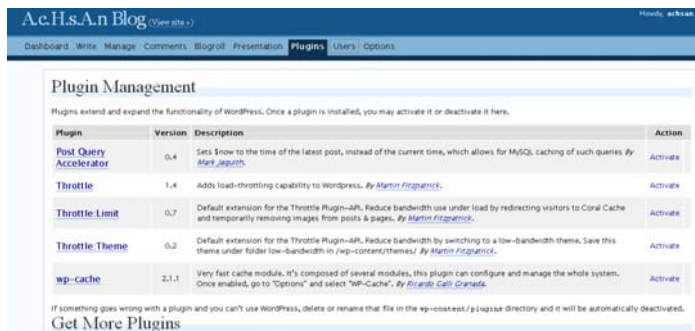 A.c.H.s.A.n Blog (View site »)
Howdy, achsan
Dashboard Write Manage Comments Blogroll Presentation Plugins Users Options
Plugin Management
Plugins extend and expand the functionality of WordPress. Once a plugin is installed, you may activate it or deactivate it here.
Plugin Version Description Action
Post Query Accelerator 0.4 Sets $now to the time of the latest post, instead of the current time, which allows for MySQL caching of such queries By
Mark Jaquith. Activate
Throttle 1.4 Adds load-throttling capability to Wordpress. By Martin Fitzpatrick. Activate
Throttle:Limit 0.7 Default extension for the Throttle Plugin-API. Reduce bandwidth use under load by redirecting visitors to Coral Cache
and temporarily removing images from posts & pages. By Martin Fitzpatrick. Activate
Throttle:Theme 0.2 Default extension for the Throttle Plugin-API. Reduce bandwidth by switching to a low-bandwidth theme. Save this
theme under folder low-bandwidth in /wp-content/themes/ By Martin Fitzpatrick. Activate
wp-cache 2.1.1 Very fast cache module. It's composed of several modules, this plugin can configure and manage the whole system.
Once enabled, go to "Options" and select "WP-Cache". By Ricardo Galli Granada. Activate
If something goes wrong with a plugin and you can't use WordPress, delete or rename that file in the wp-content/plugins directory and it will be automatically deactivated.
Get More Plugins